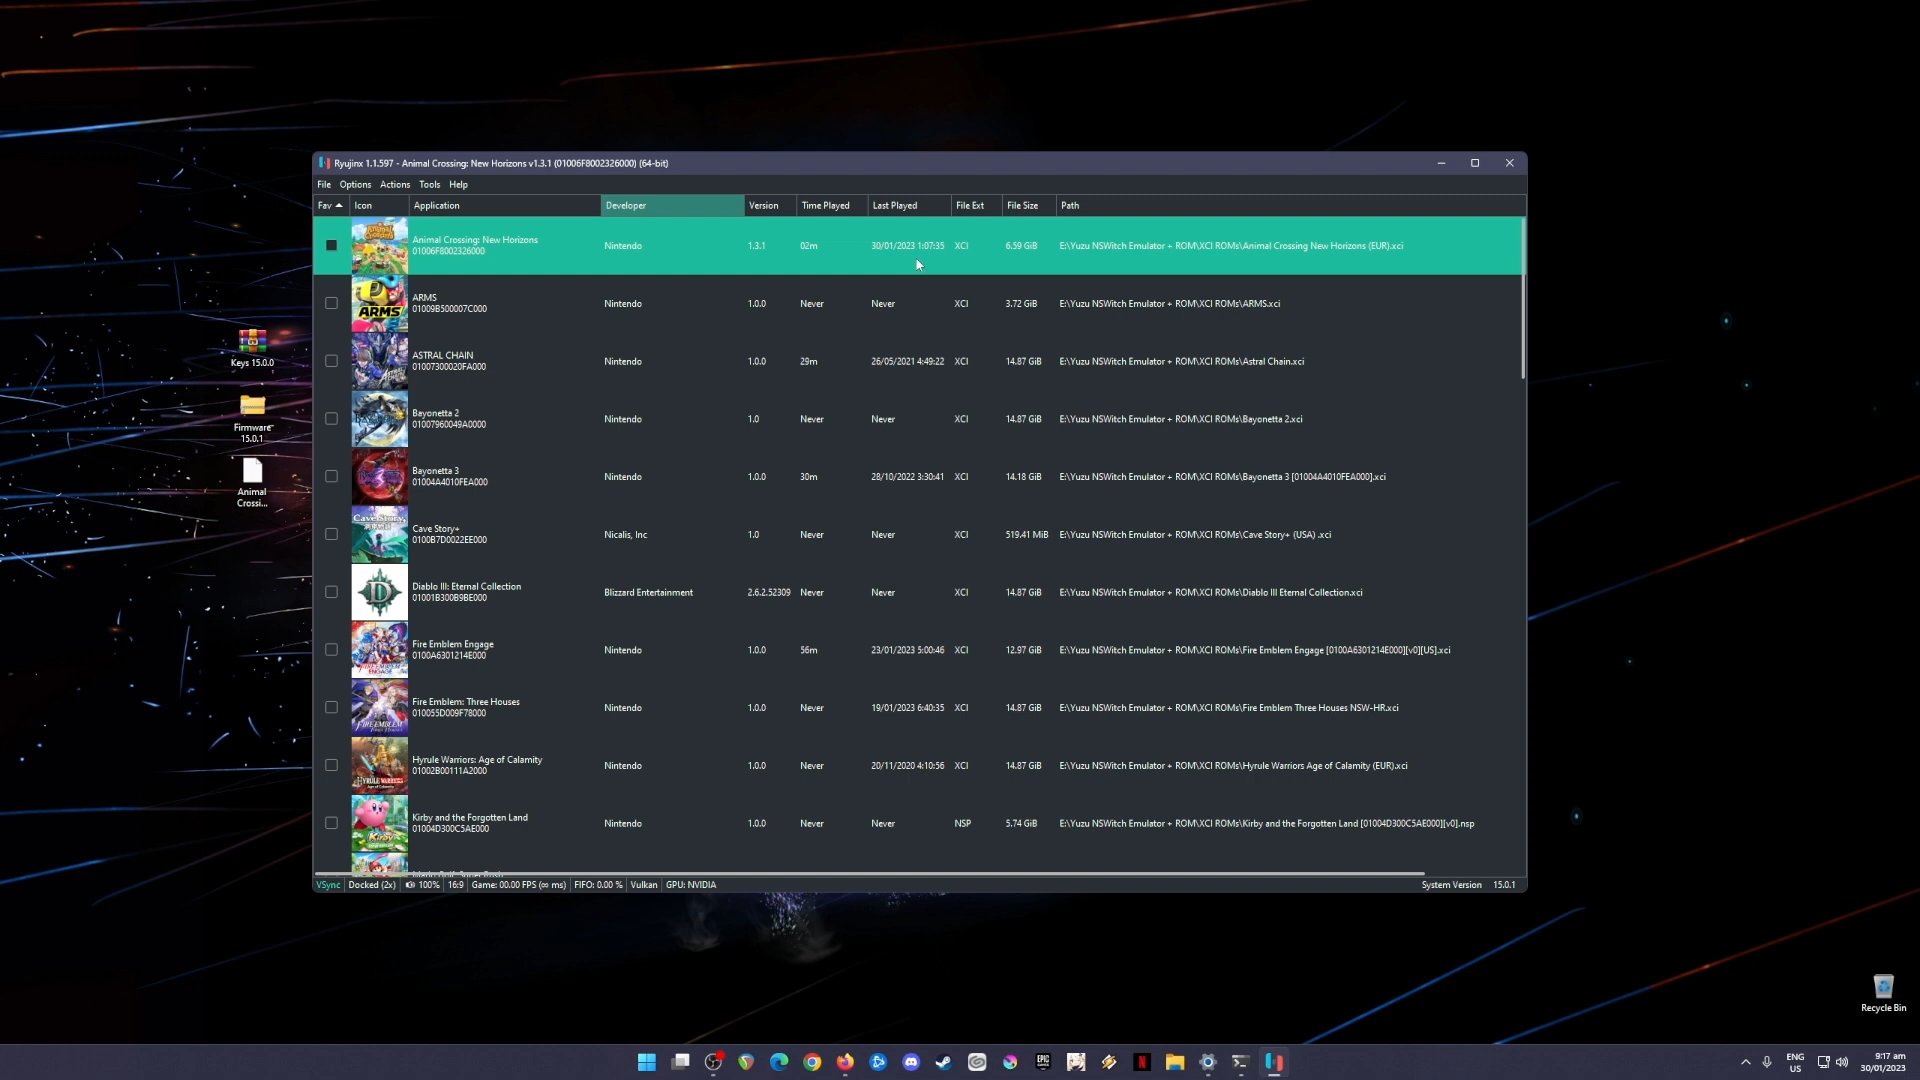 Ryujinx 1.1.597 - Animal Crossing: New Horizons v1.3.1 (01006F8002326000) (64-bit)
File Options Actions Tools Help
Fav Icon Application Developer Version Time Played Last Played File Ext File Size Path
Animal Crossing: New Horizons
01006F8002326000
Nintendo 1.3.1 02m 30/01/2023 1:07:35 XCI 6.59 GiB E:\Yuzu NSWitch Emulator + ROM\XCI ROMs\Animal Crossing New Horizons (EUR).xci
ARMS
ARMS
01009B500007C000
Nintendo 1.0.0 Never Never XCI 3.72 GiB E:\Yuzu NSWitch Emulator + ROM\XCI ROMs\ARMS.xci
ASTRAL CHAIN
01007300020FA000
Nintendo 1.0.0 29m 26/05/2021 4:49:22 XCI 14.87 GiB E:\Yuzu NSWitch Emulator + ROM\XCI ROMs\Astral Chain.xci
Bayonetta 2
01007960049A0000
Nintendo 1.0 Never Never XCI 14.87 GiB E:\Yuzu NSWitch Emulator + ROM\XCI ROMs\Bayonetta 2.xci
Bayonetta 3
01004A4010FEA000
Nintendo 1.0.0 30m 28/10/2022 3:30:41 XCI 14.18 GiB E:\Yuzu NSWitch Emulator + ROM\XCI ROMs\Bayonetta 3 [01004A4010FEA000].xci
Cave Story+
Cave Story+
0100B7D0022EE000
Nicalis, Inc 1.0 Never Never XCI 519.41 MiB E:\Yuzu NSWitch Emulator + ROM\XCI ROMs\Cave Story+ (USA) .xci
Diablo III: Eternal Collection
01001B300B9BE000
Blizzard Entertainment 2.6.2.52309 Never Never XCI 14.87 GiB E:\Yuzu NSWitch Emulator + ROM\XCI ROMs\Diablo III Eternal Collection.xci
Fire Emblem Engage
0100A6301214E000
Nintendo 1.0.0 56m 23/01/2023 5:00:46 XCI 12.97 GiB E:\Yuzu NSWitch Emulator + ROM\XCI ROMs\Fire Emblem Engage [0100A6301214E000][v0][US].xci
Fire Emblem: Three Houses
010055D009F78000
Nintendo 1.0.0 Never 19/01/2023 6:40:35 XCI 14.87 GiB E:\Yuzu NSWitch Emulator + ROM\XCI ROMs\Fire Emblem Three Houses NSW-HR.xci
Hyrule Warriors: Age of Calamity
01002B00111A2000
Nintendo 1.0.0 Never 20/11/2020 4:10:56 XCI 14.87 GiB E:\Yuzu NSWitch Emulator + ROM\XCI ROMs\Hyrule Warriors Age of Calamity (EUR).xci
Kirby and the Forgotten Land
01004D300C5AE000
Nintendo 1.0.0 Never Never NSP 5.74 GiB E:\Yuzu NSWitch Emulator + ROM\XCI ROMs\Kirby and the Forgotten Land [01004D300C5AE000][v0].nsp
VSync Docked (2x) 100% 16:9 Game: 00.00 FPS (∞ ms) FIFO: 0.00 % Vulkan GPU: NVIDIA System Version 15.0.1
Keys 15.0.0
Firmware
15.0.1
Animal
Crossi...
Recycle Bin
ENG
US
9:17 am
30/01/2023